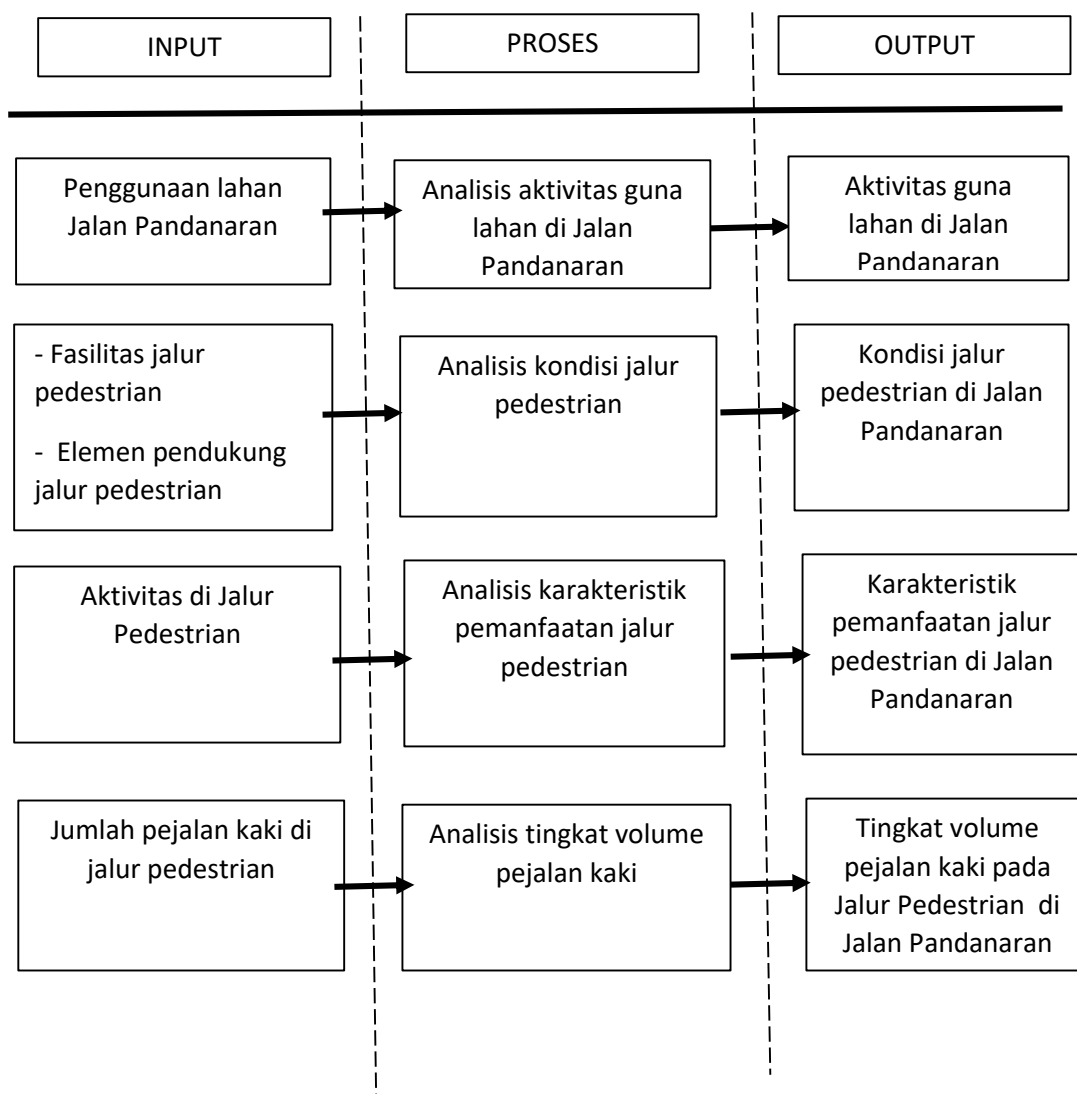 INPUT
PROSES
OUTPUT
Penggunaan lahan
Jalan Pandanaran
Analisis aktivitas guna
lahan di Jalan
Pandanaran
Aktivitas guna
lahan di Jalan
Pandanaran
- Fasilitas jalur
pedestrian
- Elemen pendukung
jalur pedestrian
Analisis kondisi jalur
pedestrian
Kondisi jalur
pedestrian di Jalan
Pandanaran
Aktivitas di Jalur
Pedestrian
Analisis karakteristik
pemanfaatan jalur
pedestrian
Karakteristik
pemanfaatan jalur
pedestrian di Jalan
Pandanaran
Jumlah pejalan kaki di
jalur pedestrian
Analisis tingkat volume
pejalan kaki
Tingkat volume
pejalan kaki pada
Jalur Pedestrian di
Jalan Pandanaran